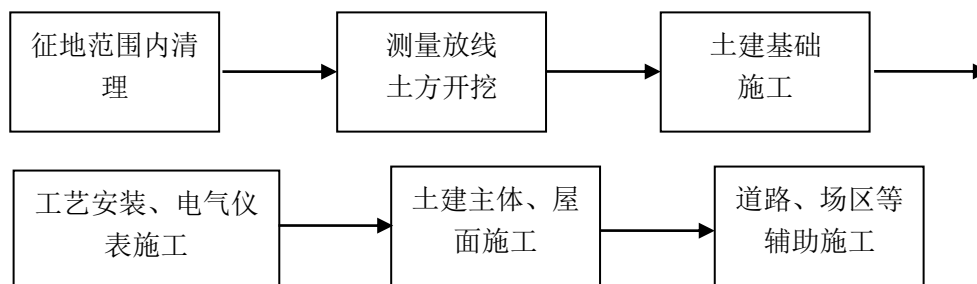 征地范围内清
理
测量放线
土方开挖
土建基础
施工
工艺安装、电气仪
表施工
土建主体、屋
面施工
道路、场区等
辅助施工